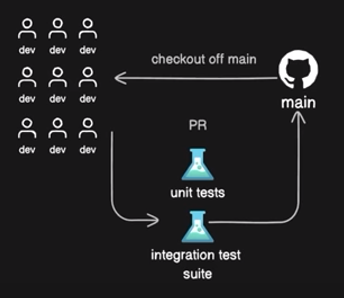 dev dev dev
checkout off main
dev dev dev
main
PR
dev dev dev
unit tests
integration test
suite